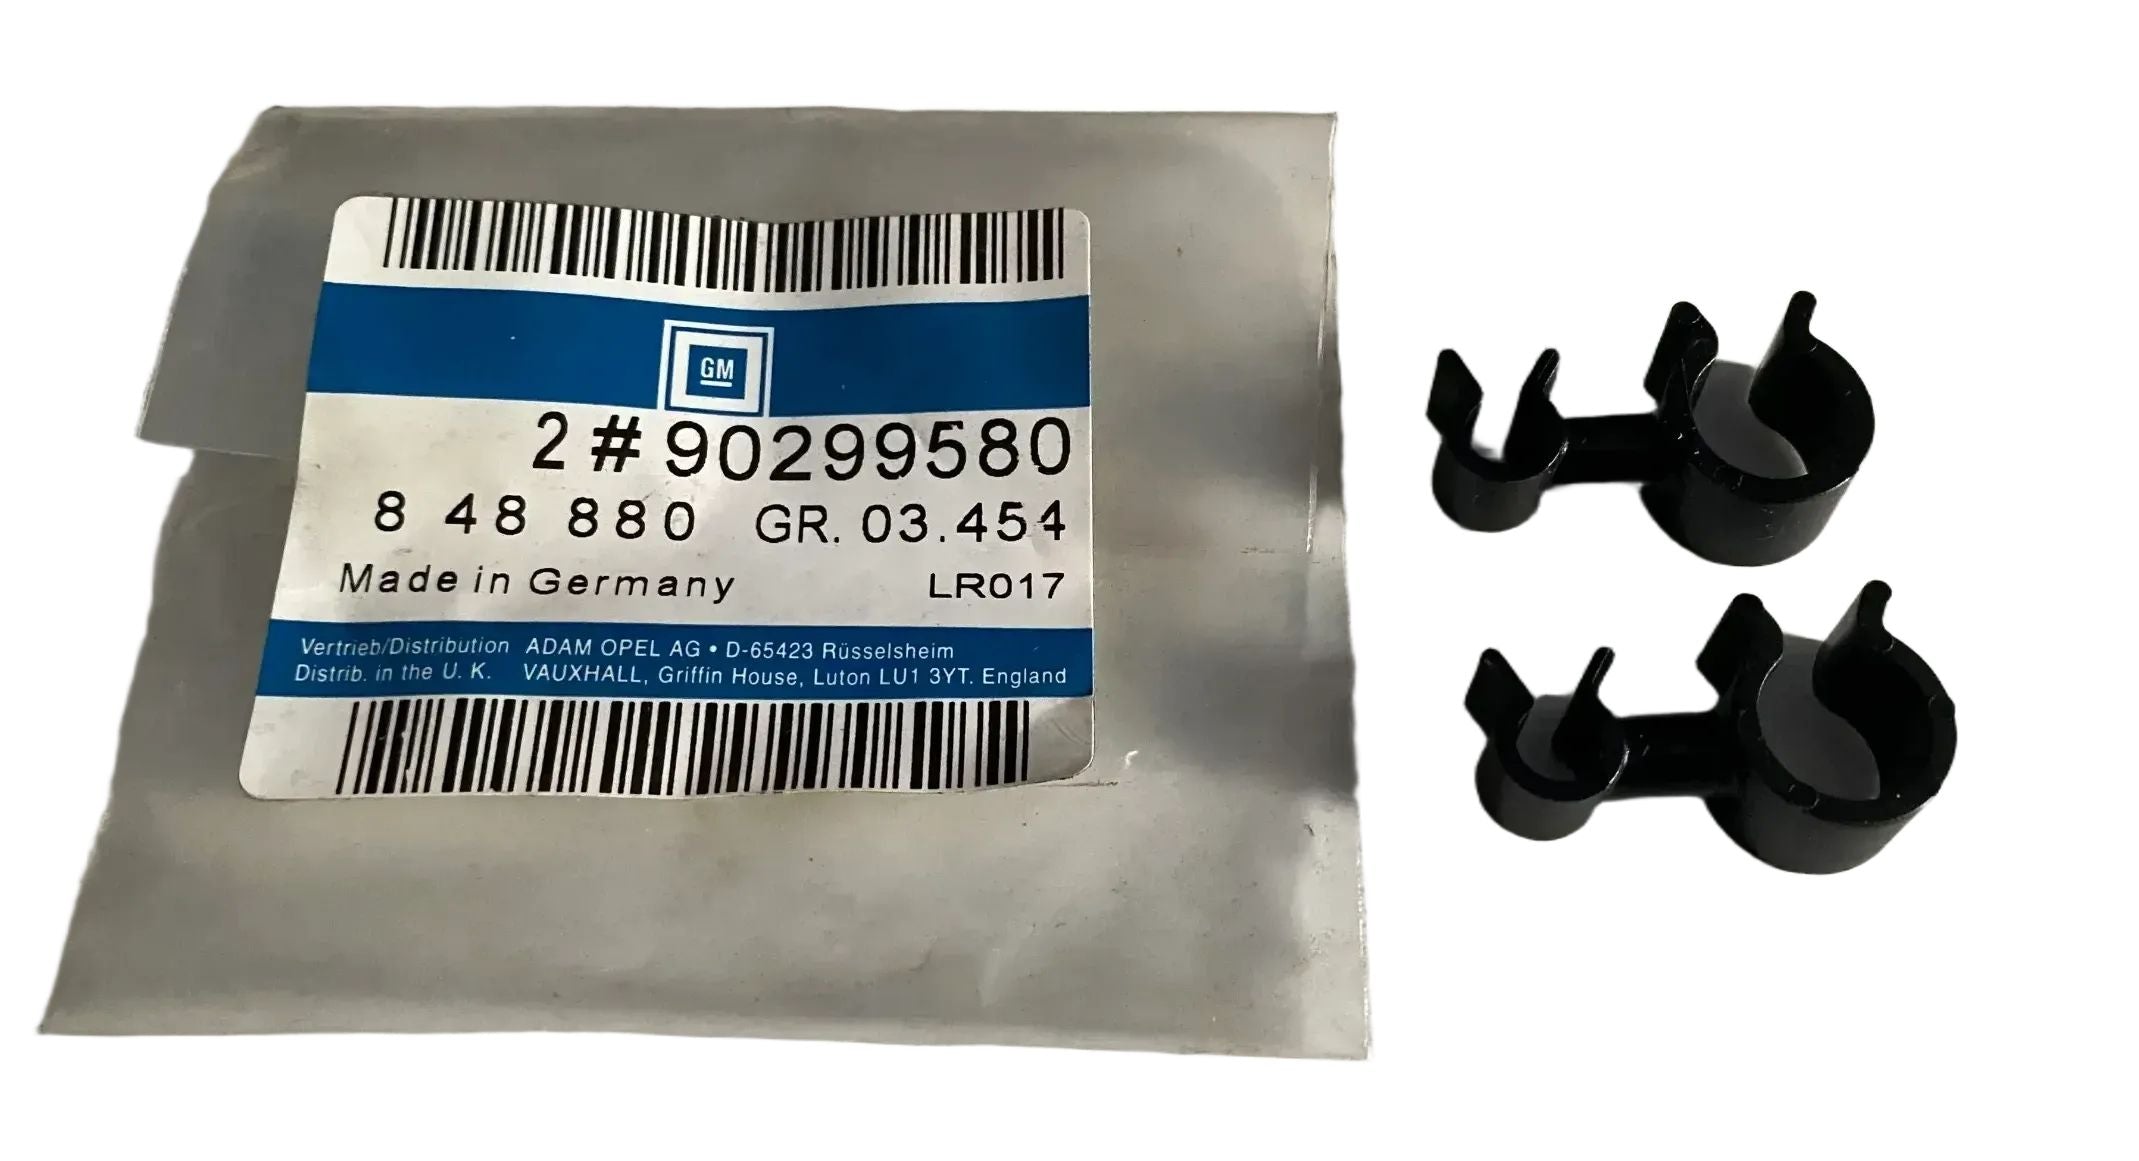 GM
2#90299580
8 48 880 GR. 03.454
Made in Germany LR017
Vertrieb/Distribution ADAM OPEL AG • D-65423 Rüsselsheim
Distrib. in the U. K. VAUXHALL, Griffin House, Luton LU1 3YT. England